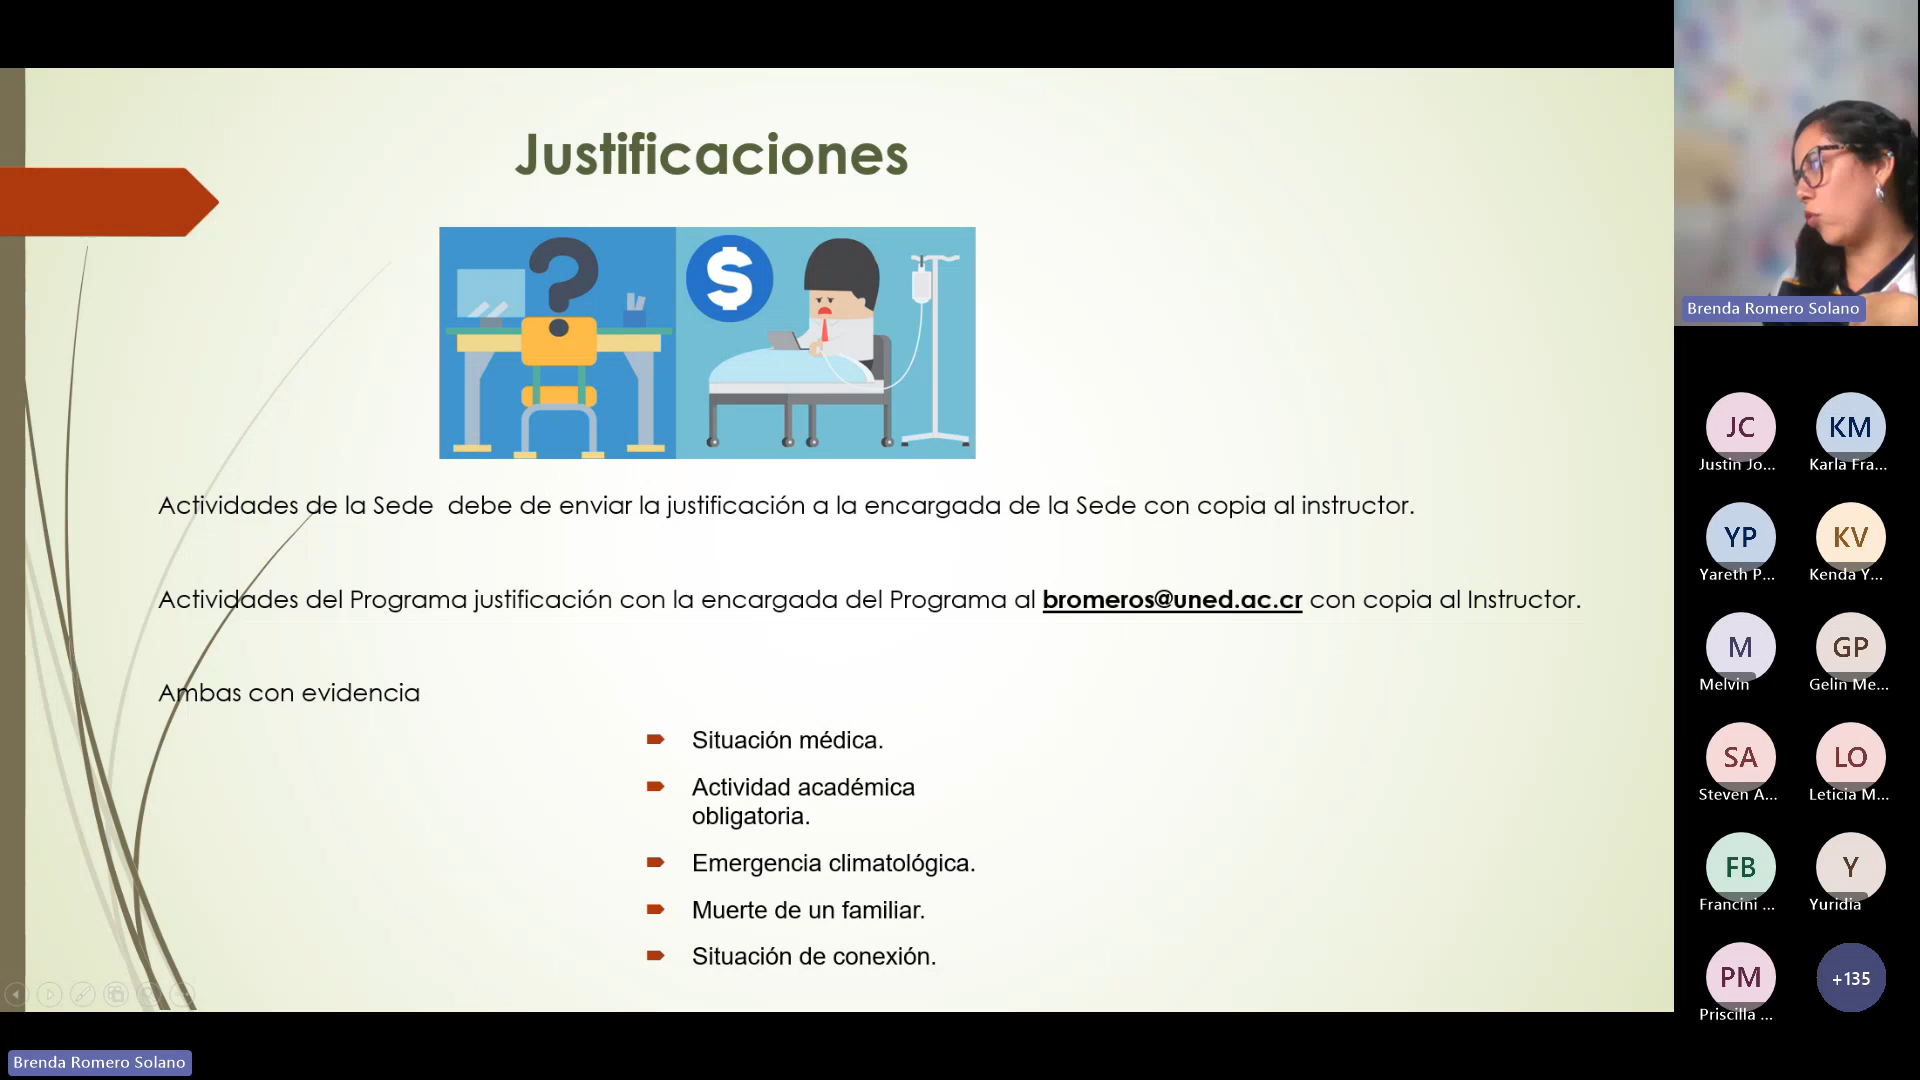 Justificaciones
$
Actividades de la Sede  debe de enviar la justificación a la encargada de la Sede con copia al instructor.
Actividades del Programa justificación con la encargada del Programa al bromeros@uned.ac.cr con copia al Instructor.
Ambas con evidencia
Situación médica.
Actividad académica
obligatoria.
Emergencia climatológica.
Muerte de un familiar.
Situación de conexión.
Brenda Romero Solano
Brenda Romero Solano
JC
KM
Justin Jo...
Karla Fra...
YP
KV
Yareth P...
Kenda Y...
M
GP
Melvin
Gelin Me...
SA
LO
Steven A...
Leticia M...
FB
Y
Francini ...
Yuridia
PM
+135
Priscilla ...